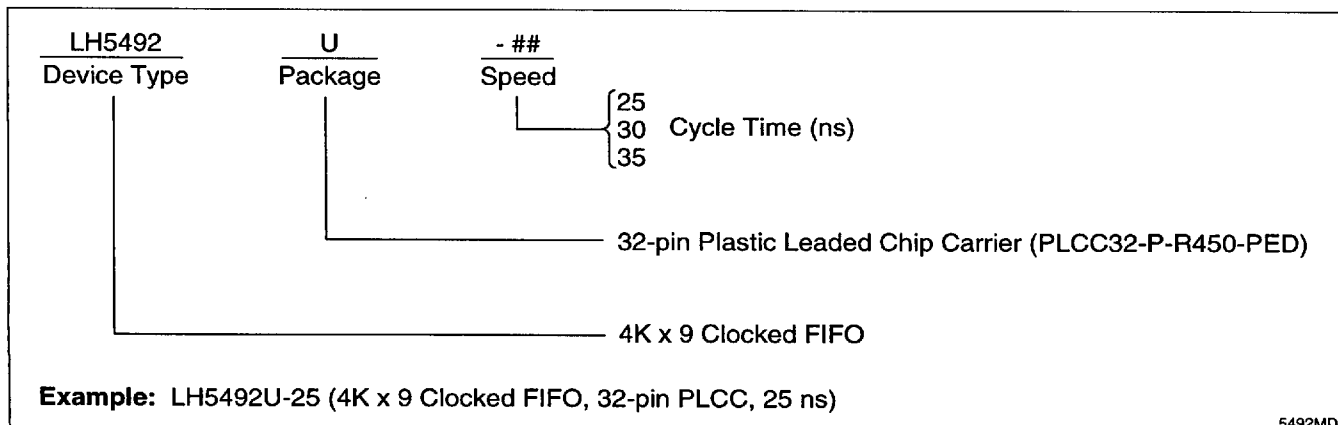 LH5492 U - ##
Device Type Package Speed
25
30 Cycle Time (ns)
35
32-pin Plastic Leaded Chip Carrier (PLCC32-P-R450-PED)
4K x 9 Clocked FIFO
Example: LH5492U-25 (4K x 9 Clocked FIFO, 32-pin PLCC, 25 ns)
5492MD